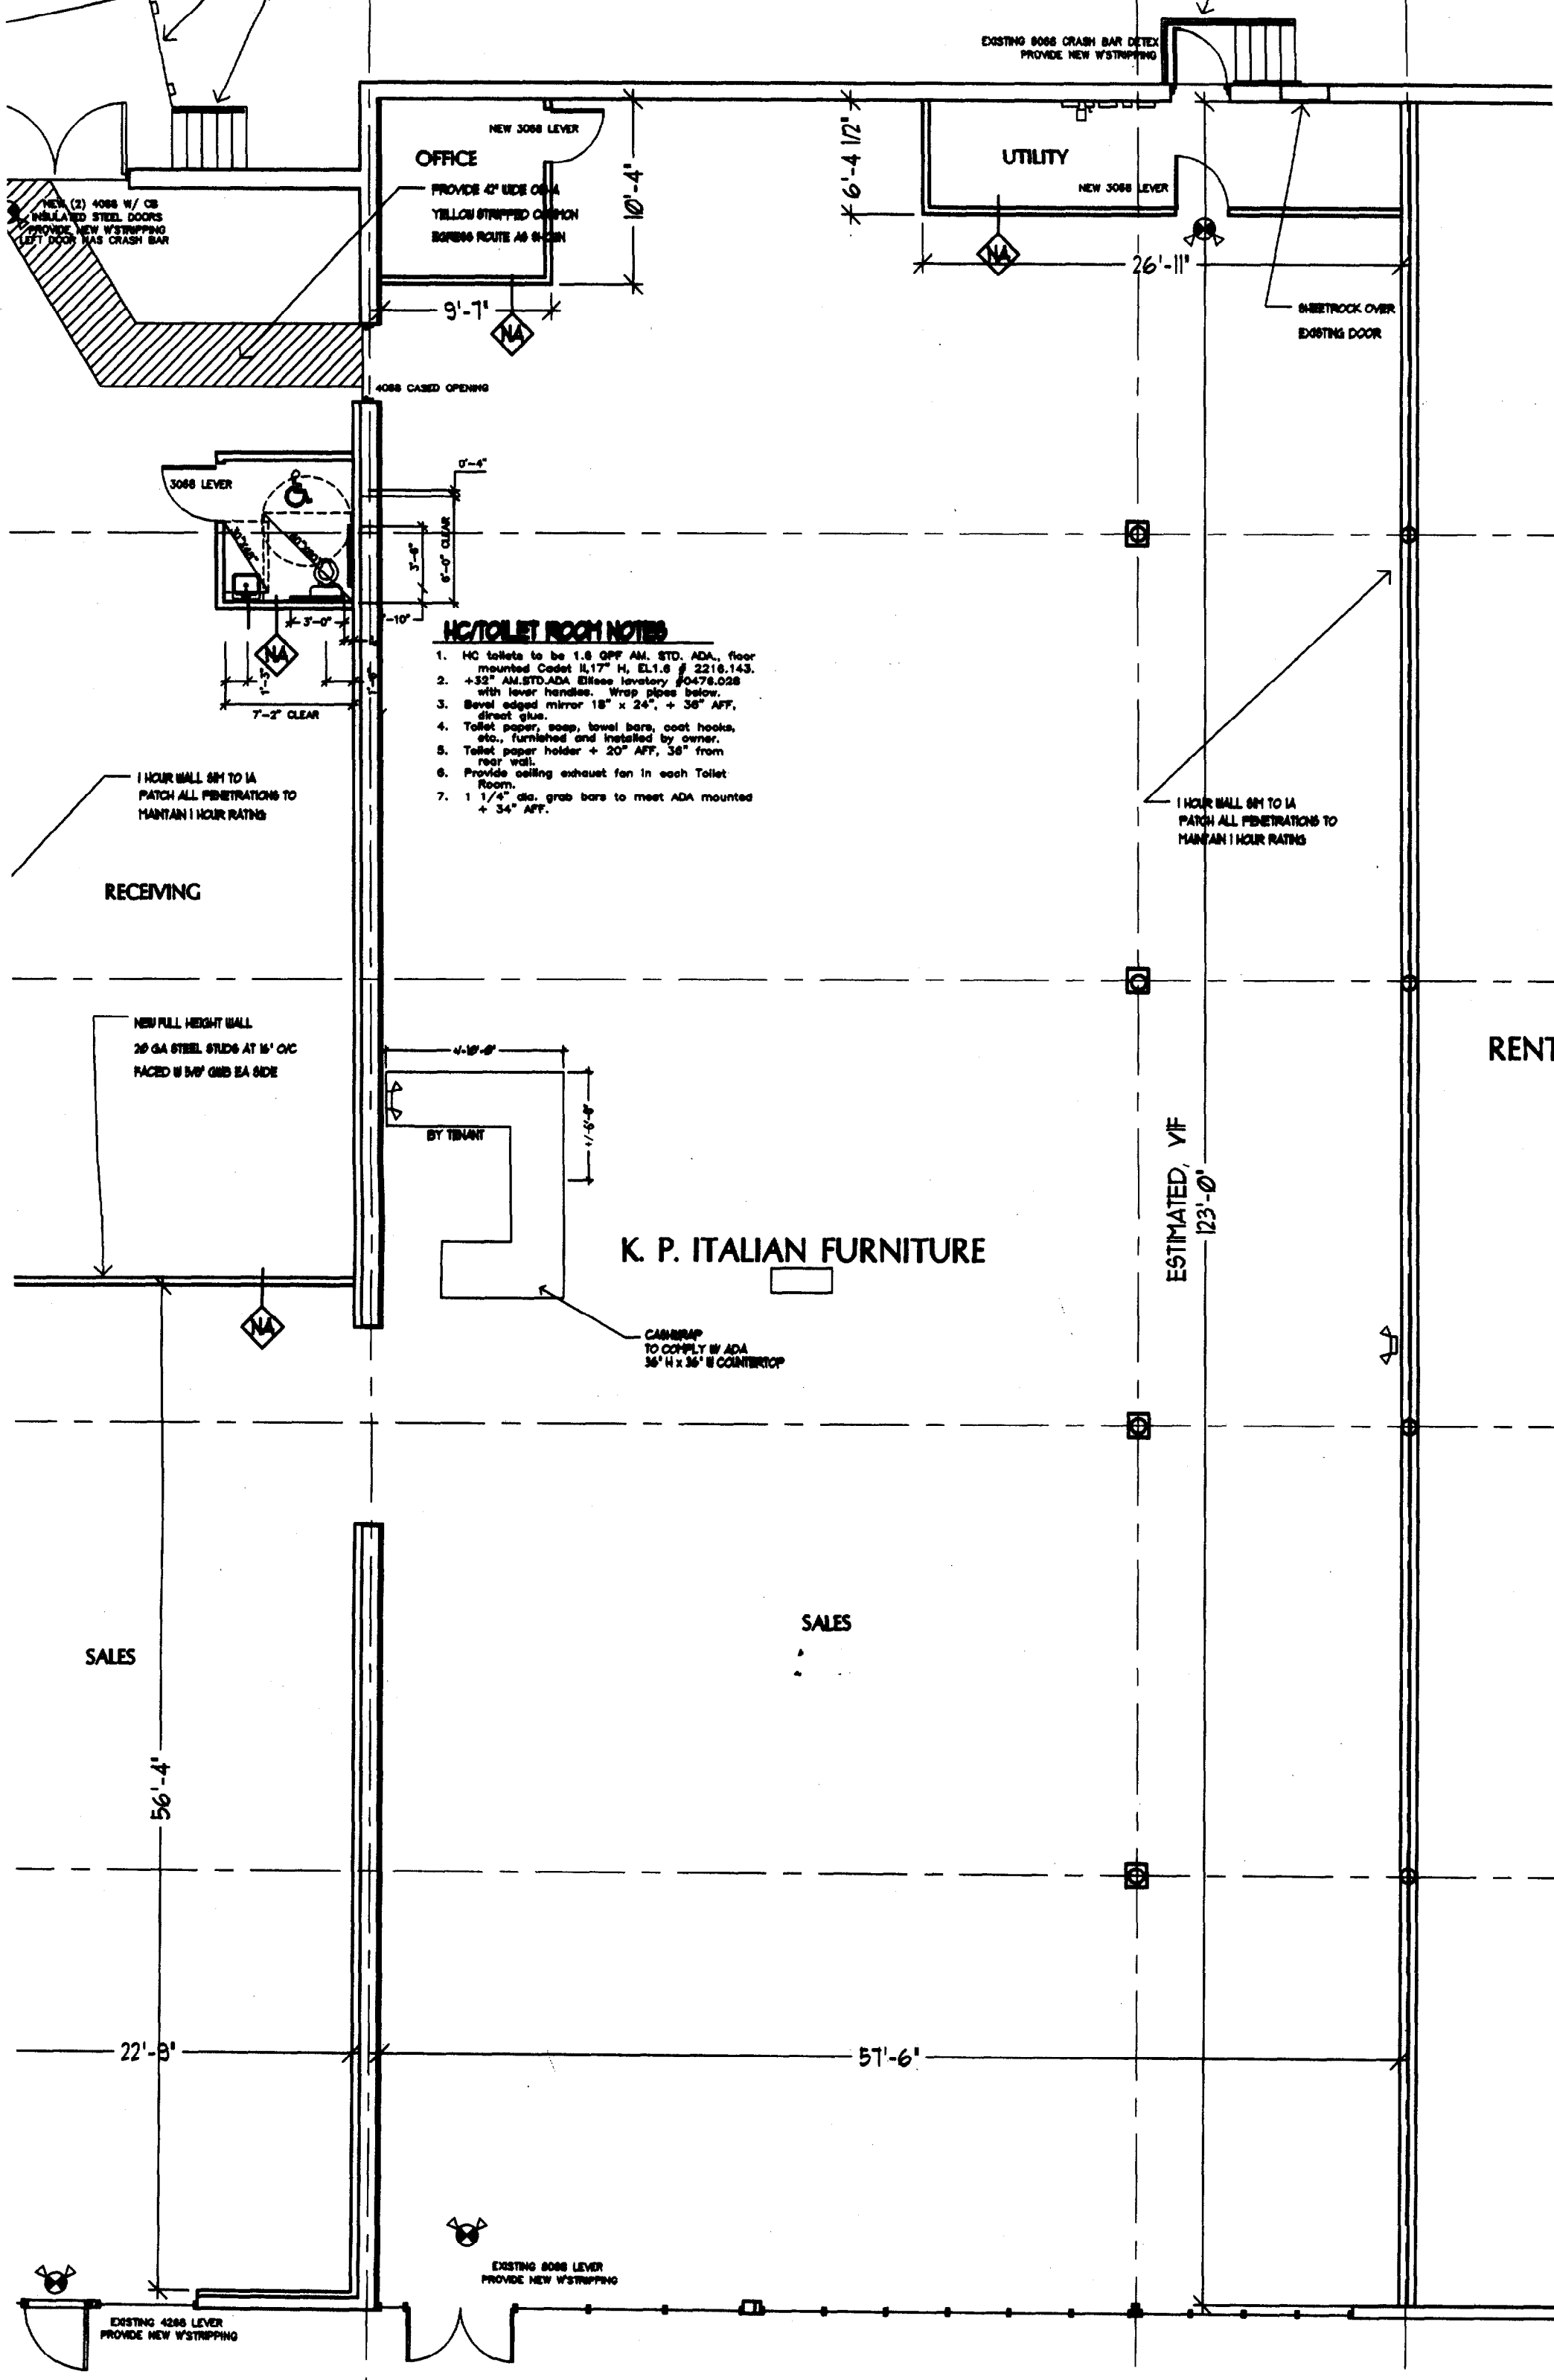 EXISTING 6068 CRASH BAR DETEX
PROVIDE NEW W'STRIPPING
NEW 3068 LEVER
OFFICE
PROVIDE 42" WIDE
YELLOW STRIPPED COMMON
EGRESS ROUTE AS SHOWN
10'-4"
6'-4 1/2"
UTILITY
NEW 3068 LEVER
NEW (2) 4068 W/ CB
INSULATED STEEL DOORS
PROVIDE NEW W'STRIPPING
LEFT DOOR HAS CRASH BAR
NA
26'-11"
9'-7"
NA
SHEETROCK OVER
EXISTING DOOR
4068 CASED OPENING
3068 LEVER
0'-4"
3'-6"
6'-0" CLEAR
3'-0"
NA
1'-3"
7'-2" CLEAR
HC/TOILET ROOM NOTES
1. HC toilets to be 1.6 GPF AM. STD. ADA., floor
mounted Cadet II,17" H, EL1.6 # 2216.143.
2. +32" AM.STD.ADA Ellisse lavatory #0476.028
with lever handles. Wrap pipes below.
3. Bevel edged mirror 18" x 24", + 36" AFF,
direct glue.
4. Toilet paper, soap, towel bars, coat hooks,
etc., furnished and installed by owner.
5. Toilet paper holder + 20" AFF, 36" from
rear wall.
6. Provide ceiling exhaust fan in each Toilet
Room.
7. 1 1/4" dia. grab bars to meet ADA mounted
+ 34" AFF.
1 HOUR WALL SIM TO 1A
PATCH ALL PENETRATIONS TO
MAINTAIN 1 HOUR RATING
1 HOUR WALL SIM TO 1A
PATCH ALL PENETRATIONS TO
MAINTAIN 1 HOUR RATING
RECEIVING
NEW FULL HEIGHT WALL
20 GA STEEL STUDS AT 16" O/C
FACED W 5/8" GWB EA SIDE
RENT
+/-10'-0"
+/-6'-0"
BY TENANT
ESTIMATED, VIF
123'-0"
K. P. ITALIAN FURNITURE
NA
CASHWRAP
TO COMPLY W ADA
36" H x 36" W COUNTERTOP
SALES
SALES
56'-4"
22'-9"
57'-6"
EXISTING 6068 LEVER
PROVIDE NEW W'STRIPPING
EXISTING 4268 LEVER
PROVIDE NEW W'STRIPPING